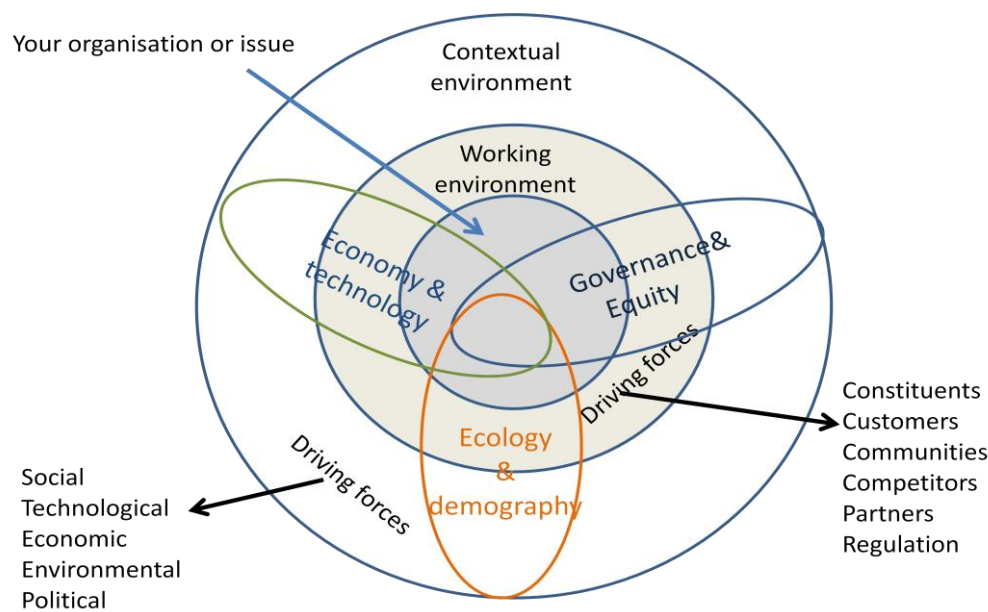 Your organisation or issue
Contextual
environment
Working
environment
Economy &
technology
Governance&
Equity
Driving forces
Ecology
&
demography
Driving forces
Constituents
Customers
Communities
Competitors
Partners
Regulation
Social
Technological
Economic
Environmental
Political